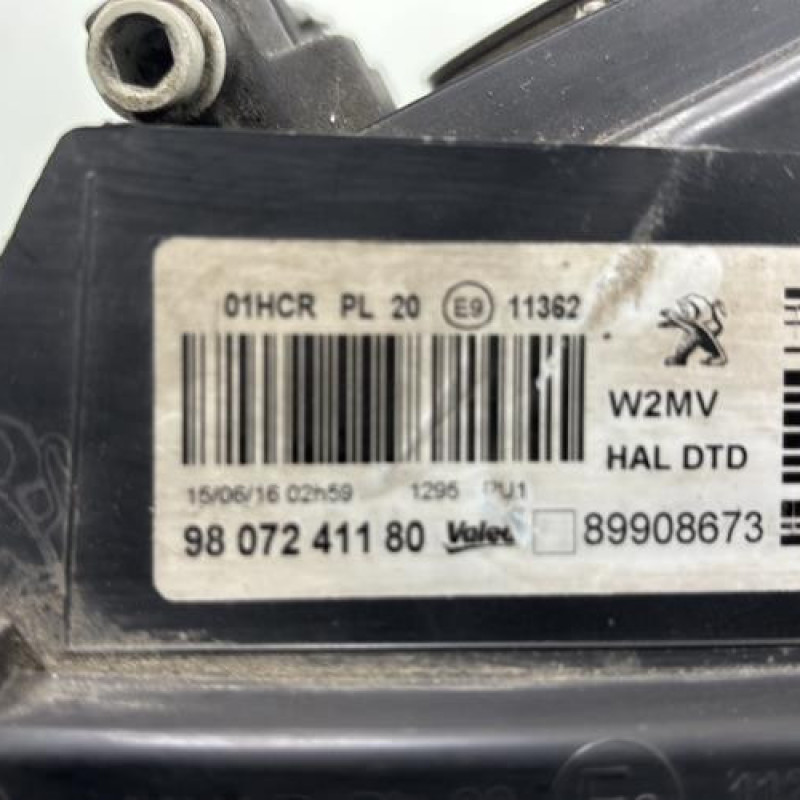 01HCR PL 20 E9 11362
W2MV
HAL DTD
15/06/16 02h59 1295
98 072 411 80 Valeo 89908673